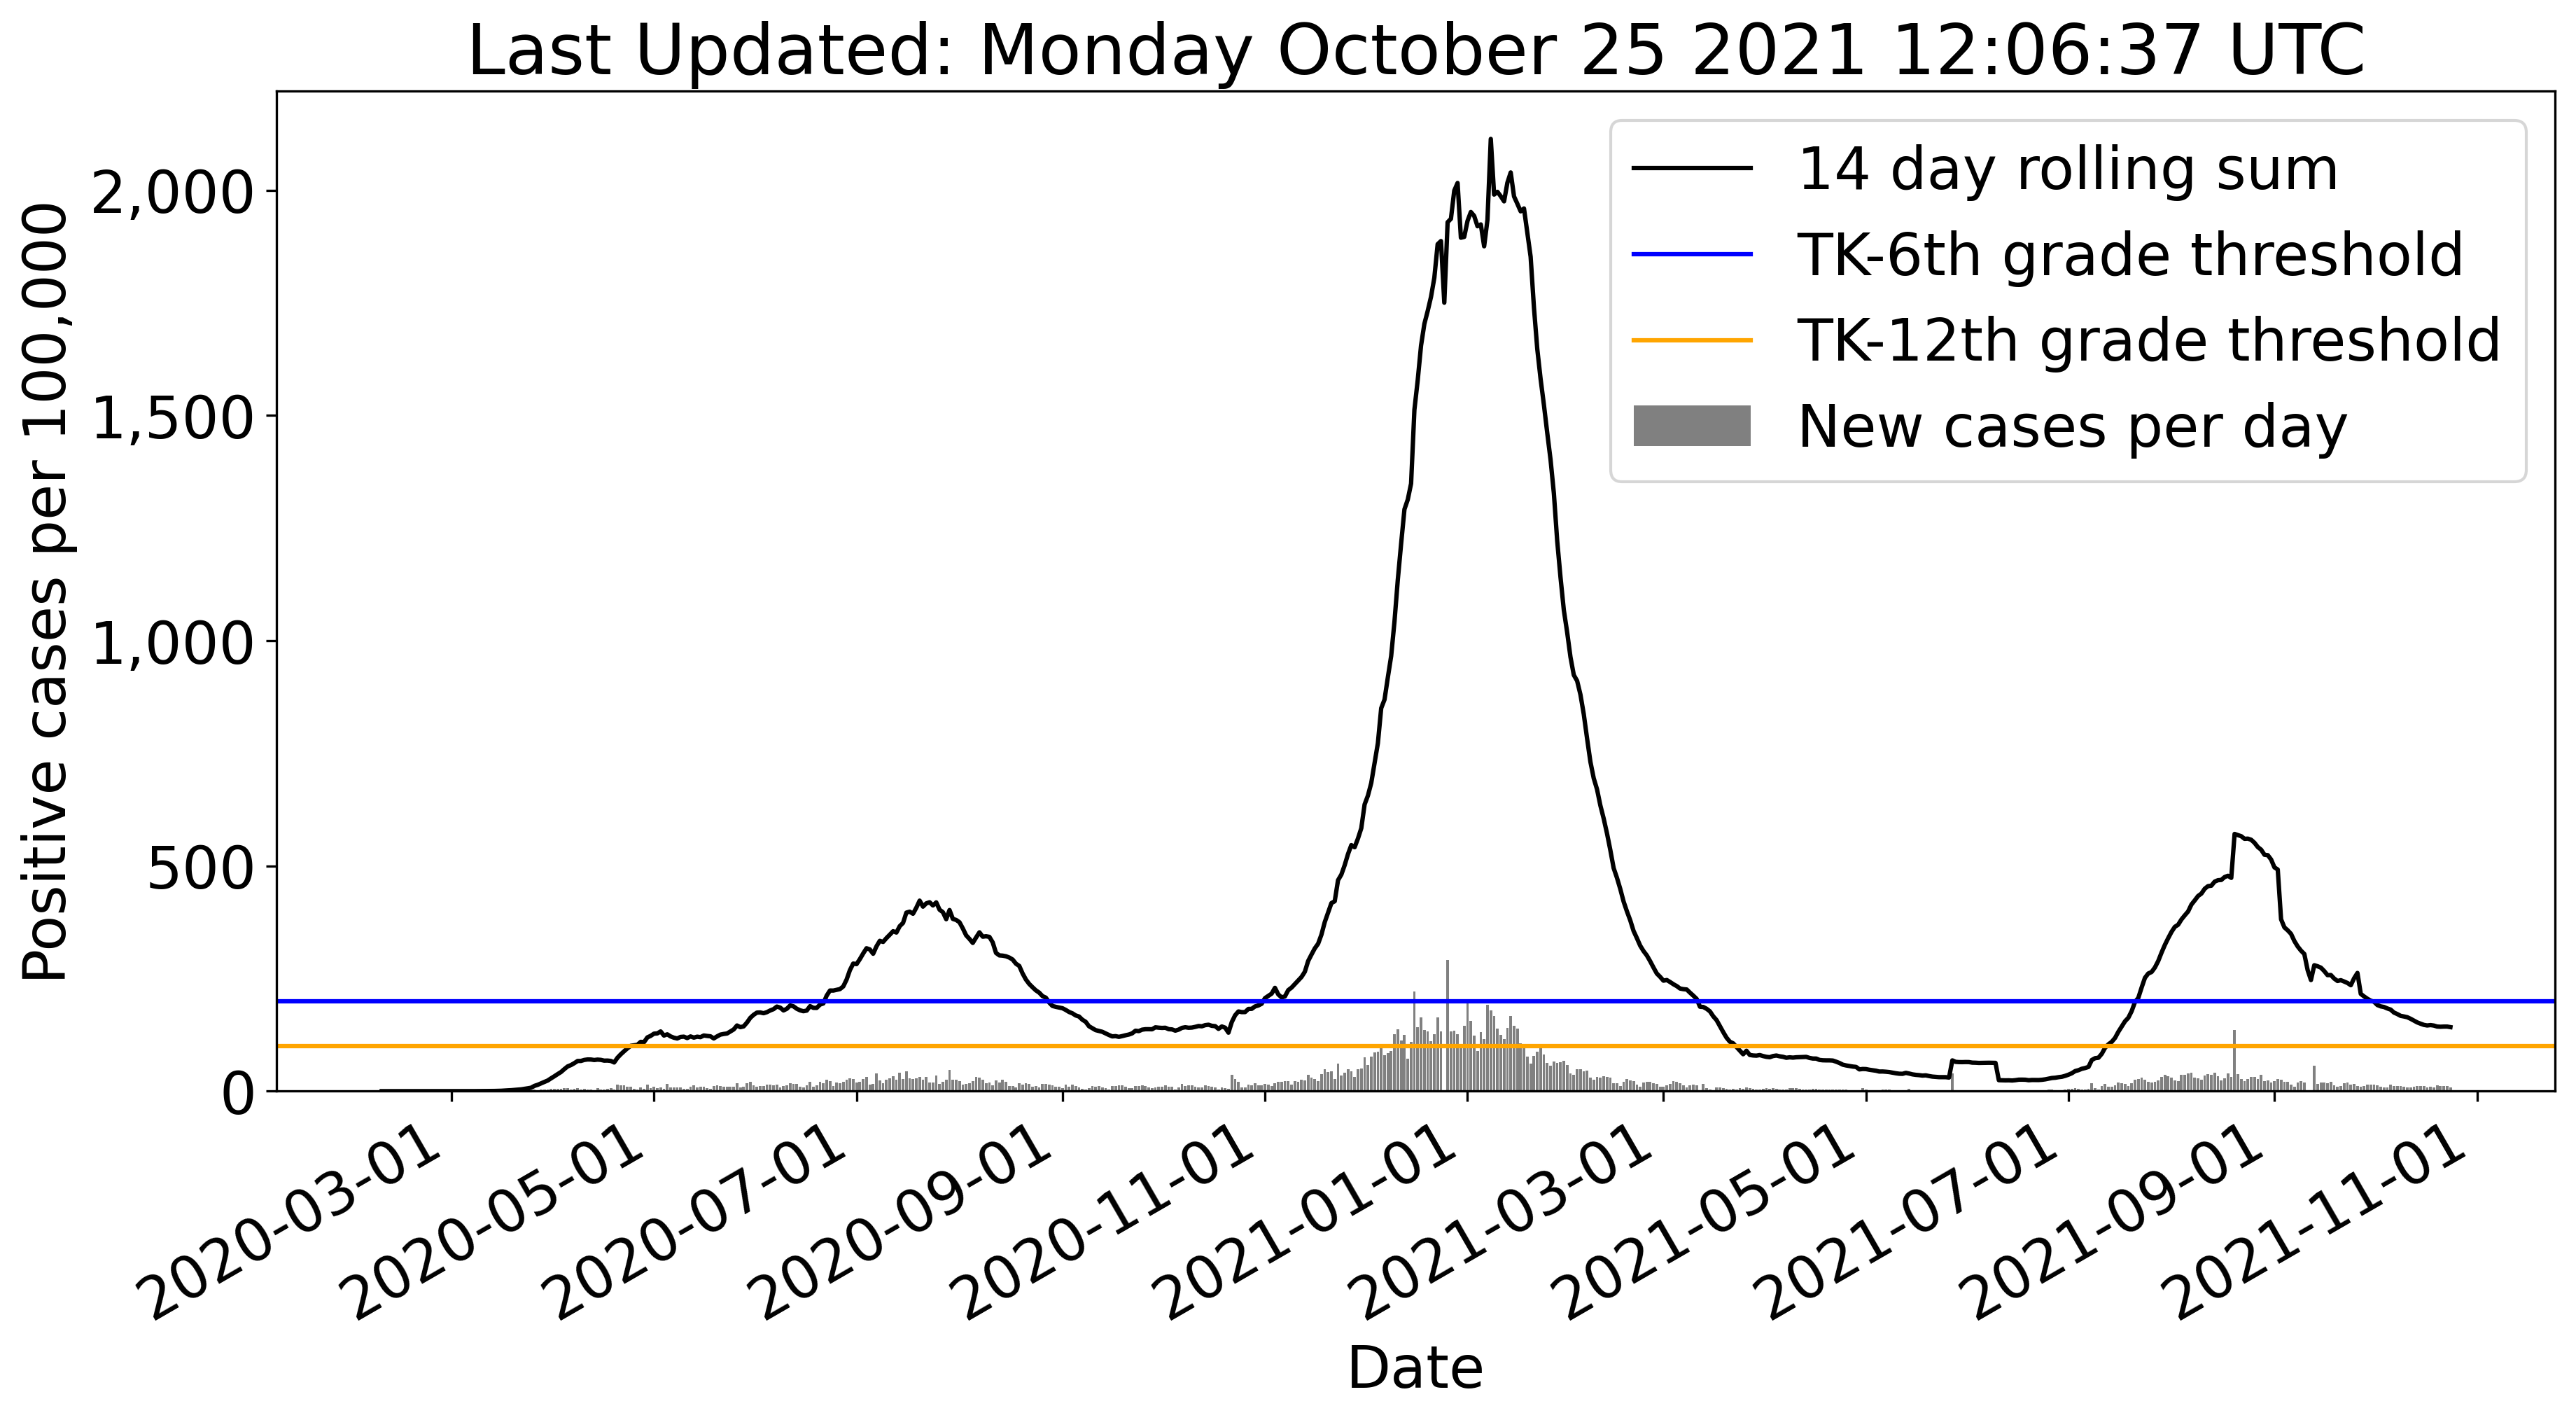 Last Updated: Monday October 25 2021 12:06:37 UTC
Positive cases per 100,000
2,000
1,500
1,000
500
0
14 day rolling sum
TK-6th grade threshold
TK-12th grade threshold
New cases per day
2020-03-01
2020-05-01
2020-07-01
2020-09-01
2020-11-01
2021-01-01
2021-03-01
2021-05-01
2021-07-01
2021-09-01
2021-11-01
Date